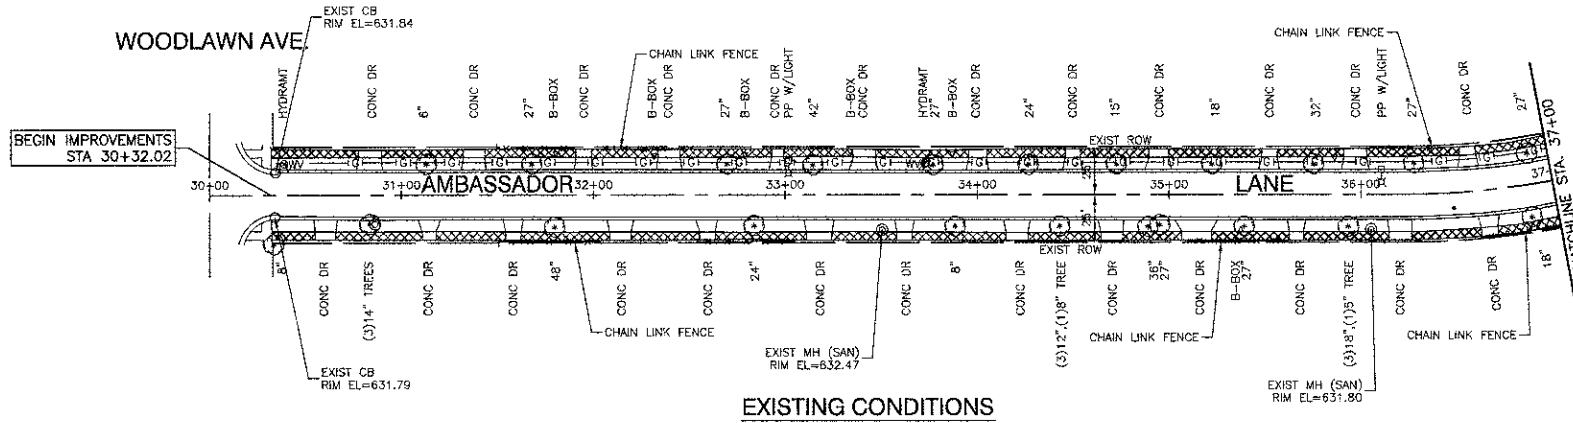 EXIST CB
RIM EL=631.84
WOODLAWN AVE.
CHAIN LINK FENCE
CHAIN LINK FENCE
HYDRAMT
CONC DR
6"
CONC DR
27"
B-BOX
CONC DR
B-BOX
CONC DR
27"
B-BOX
CONC DR
PP W/LIGHT
42"
B-BOX
CONC DR
HYDRAMT
27"
B-BOX
CONC DR
24"
CONC DR
15"
CONC DR
18"
CONC DR
32"
CONC DR
PP W/LIGHT
27"
CONC DR
27"
BEGIN IMPROVEMENTS
STA 30+32.02
EXIST ROW
30+00
31+00
AMBASSADOR
32+00
33+00
34+00
35+00
LANE
36+00
37+
STA. 37+00
25'
EXIST ROW
8"
CONC DR
(3)14" TREES
CONC DR
CONC DR
48"
CONC DR
CONC DR
24"
CONC DR
CONC DR
8"
CONC DR
(3)12",(1)8" TREE
CONC DR
36"
27"
CONC DR
B-BOX
27"
CONC DR
(3)18",(1)5" TREE
CONC DR
CONC DR
18"
CHAIN LINK FENCE
CHAIN LINK FENCE
CHAIN LINK FENCE
EXIST MH (SAN)
RIM EL=632.47
EXIST CB
RIM EL=631.79
EXIST MH (SAN)
RIM EL=631.80
EXISTING CONDITIONS